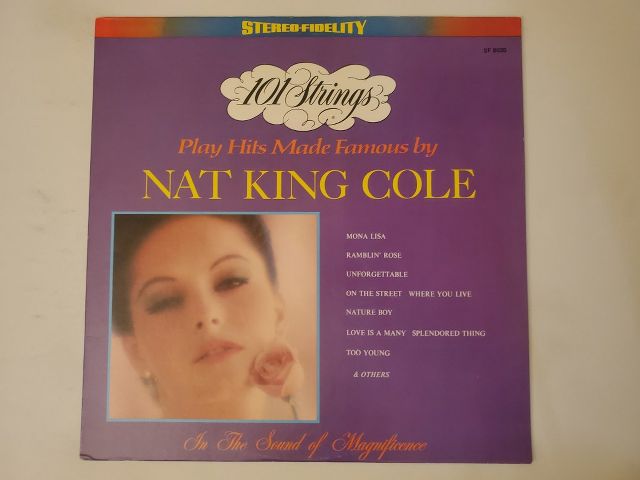 STEREO-FIDELITY
SF 8035
101 Strings
Play Hits Made Famous by
NAT KING COLE
MONA LISA
RAMBLIN' ROSE
UNFORGETTABLE
ON THE STREET WHERE YOU LIVE
NATURE BOY
LOVE IS A MANY SPLENDORED THING
TOO YOUNG
& OTHERS
In The Sound of Magnificence